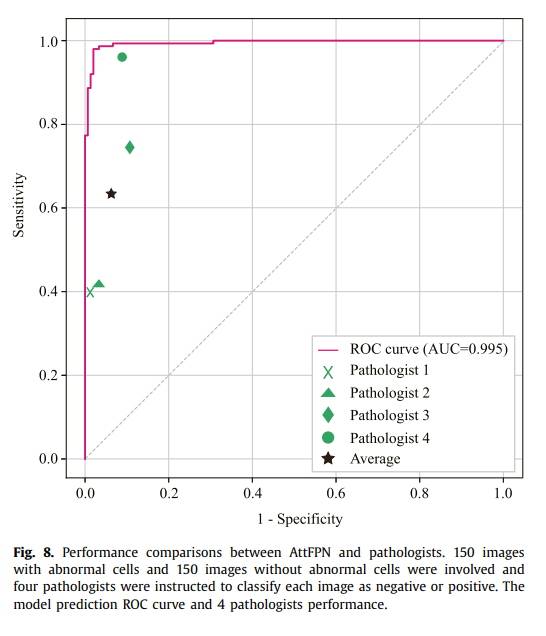 1.0
0.8
0.6
0.4
0.2
0.0
Sensitivity
0.0 0.2 0.4 0.6 0.8 1.0
1 - Specificity
ROC curve (AUC=0.995)
Pathologist 1
Pathologist 2
Pathologist 3
Pathologist 4
Average
Fig. 8. Performance comparisons between AttFPN and pathologists. 150 images
with abnormal cells and 150 images without abnormal cells were involved and
four pathologists were instructed to classify each image as negative or positive. The
model prediction ROC curve and 4 pathologists performance.